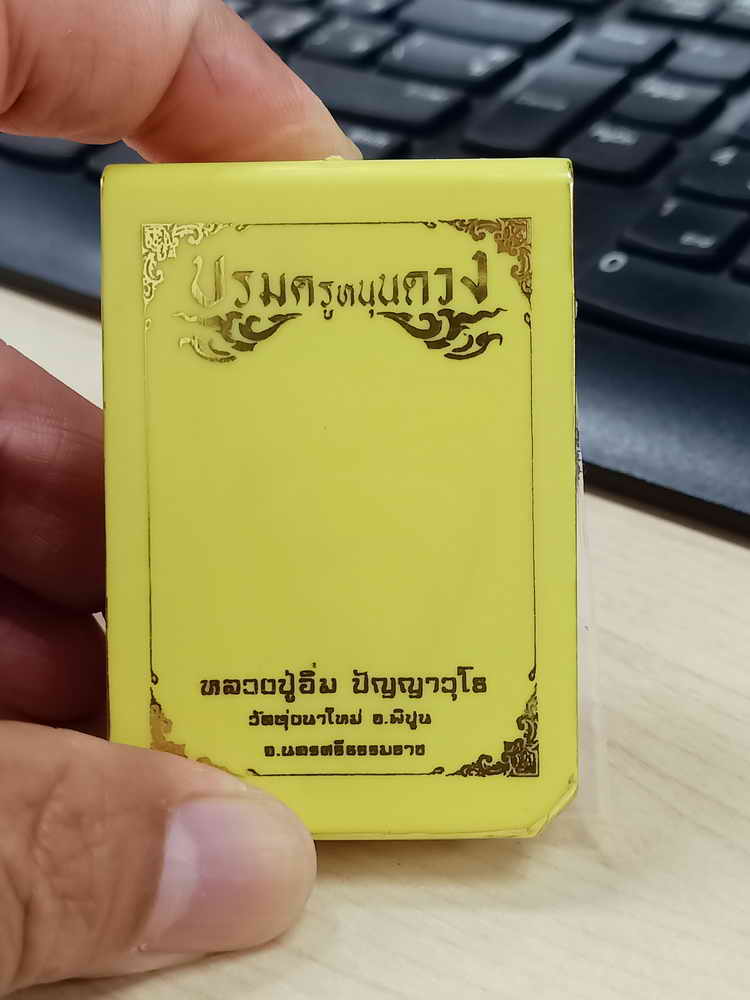 บรมครูหนุนดวง
หลวงปู่อิ่ม ปัญญาวุโธ
วัดทุ่งนาใหม่ อ.พิปูน
จ.นครศรีธรรมราช